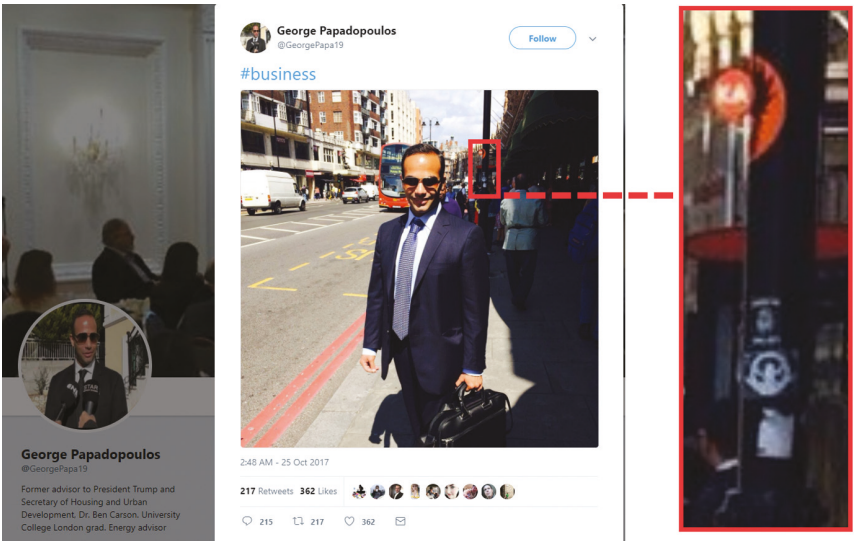 George Papadopoulos
@GeorgePapa19
Follow
#business
BUS
STOP
2:48 AM - 25 Oct 2017
217 Retweets 362 Likes
215 217 362
George Papadopoulos
@GeorgePapa19
Former advisor to President Trump and
Secretary of Housing and Urban
Development, Dr. Ben Carson. University
College London grad. Energy advisor